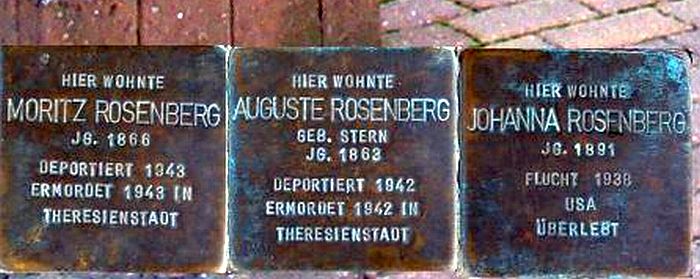 HIER WOHNTE
MORITZ ROSENBERG
JG. 1866
DEPORTIERT 1943
ERMORDET 1943 IN
THERESIENSTADT
HIER WOHNTE
AUGUSTE ROSENBERG
GEB. STERN
JG. 1863
DEPORTIERT 1942
ERMORDET 1942 IN
THERESIENSTADT
HIER WOHNTE
JOHANNA ROSENBERG
JG. 1891
FLUCHT 1938
USA
ÜBERLEBT